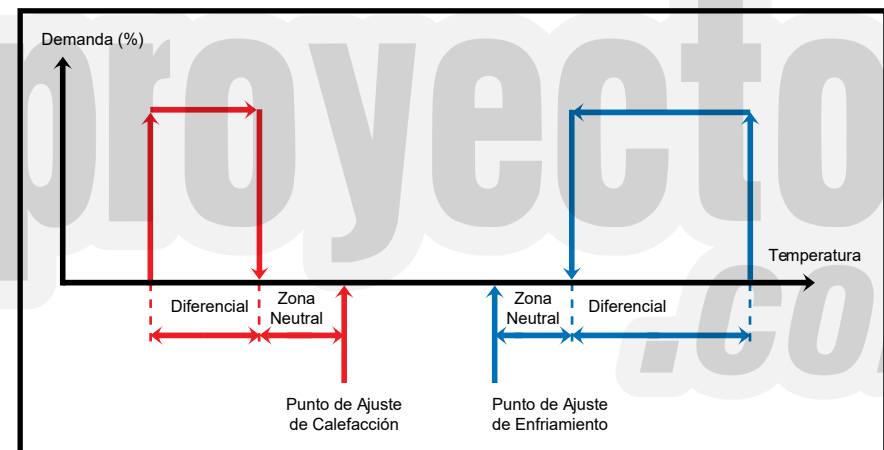 proyecto
.co
Demanda (%)
Temperatura
Diferencial
Zona
Neutral
Zona
Neutral
Diferencial
Punto de Ajuste
de Calefacción
Punto de Ajuste
de Enfriamiento